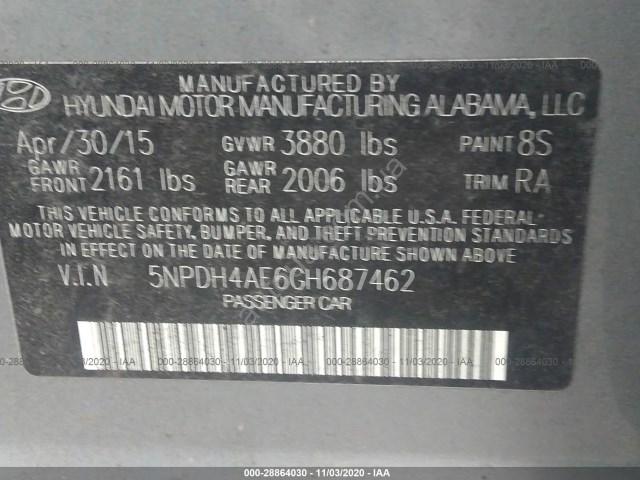 MANUFACTURED BY
HYUNDAI MOTOR MANUFACTURING ALABAMA, LLC
Apr/30/15 GVWR 3880 lbs PAINT 8S
GAWR FRONT 2161 lbs GAWR REAR 2006 lbs TRIM RA
THIS VEHICLE CONFORMS TO ALL APPLICABLE U.S.A. FEDERAL
MOTOR VEHICLE SAFETY, BUMPER, AND THEFT PREVENTION STANDARDS
IN EFFECT ON THE DATE OF MANUFACTURE SHOWN ABOVE
V.I.N 5NPDH4AE6GH687462
PASSENGER CAR
000-28864030 - 11/03/2020 - IAA